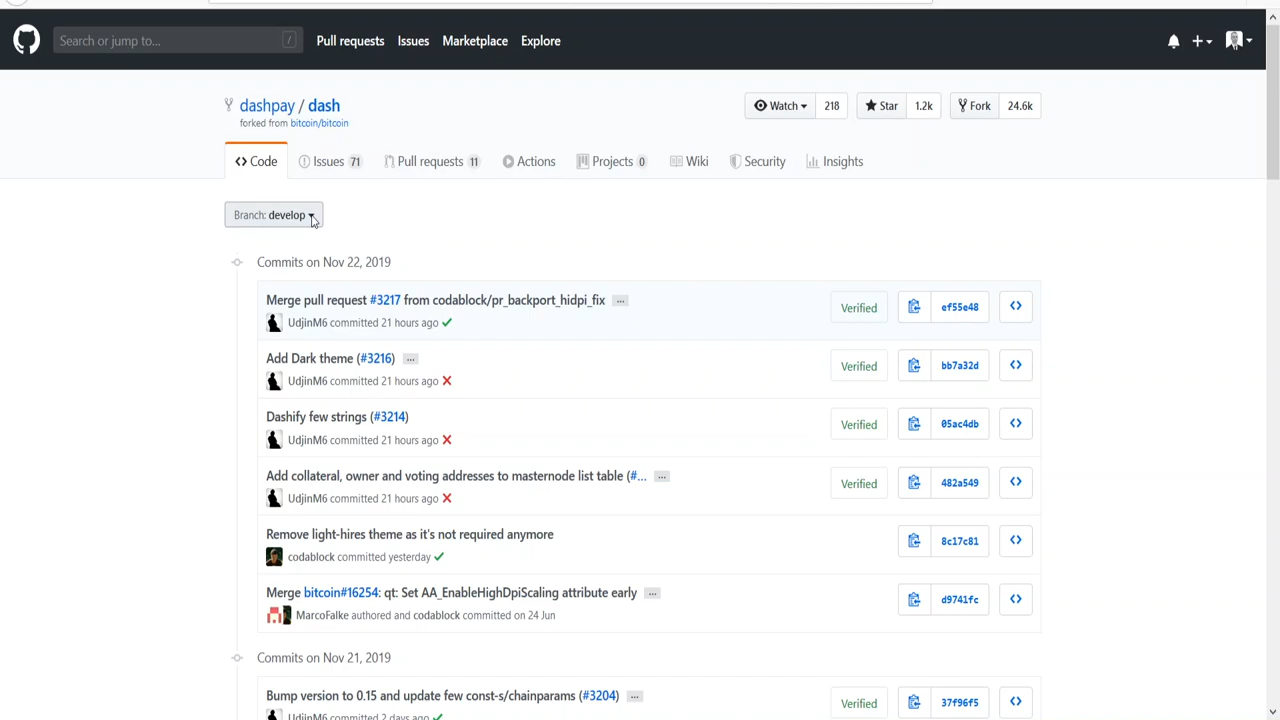 Search or jump to... /
Pull requests Issues Marketplace Explore
dashpay / dash
forked from bitcoin/bitcoin
Watch 218 Star 1.2k Fork 24.6k
Code Issues 71 Pull requests 11 Actions Projects 0 Wiki Security Insights
Branch: develop
Commits on Nov 22, 2019
Merge pull request #3217 from codablock/pr_backport_hidpi_fix ...
UdjinM6 committed 21 hours ago
Verified ef55e48
Add Dark theme (#3216) ...
UdjinM6 committed 21 hours ago
Verified bb7a32d
Dashify few strings (#3214)
UdjinM6 committed 21 hours ago
Verified 05ac4db
Add collateral, owner and voting addresses to masternode list table (#... ...
UdjinM6 committed 21 hours ago
Verified 482a549
Remove light-hires theme as it's not required anymore
codablock committed yesterday
8c17c81
Merge bitcoin#16254: qt: Set AA_EnableHighDpiScaling attribute early ...
MarcoFalke authored and codablock committed on 24 Jun
d9741fc
Commits on Nov 21, 2019
Bump version to 0.15 and update few const-s/chainparams (#3204) ...
UdjinM6 committed 2 days ago
Verified 37f96f5